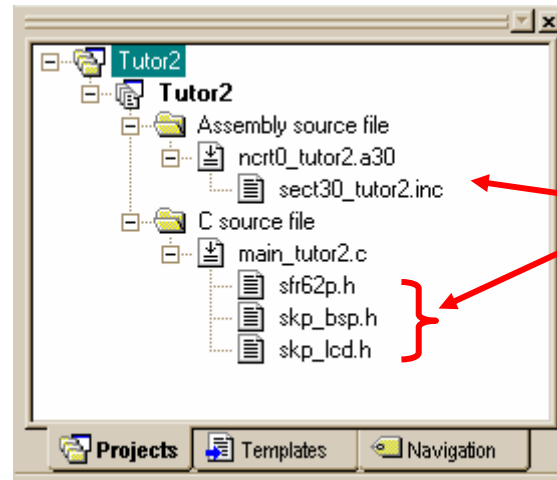 Tutor2
Tutor2
Assembly source file
ncrt0_tutor2.a30
sect30_tutor2.inc
C source file
main_tutor2.c
sfr62p.h
skp_bsp.h
skp_lcd.h
Projects Templates Navigation